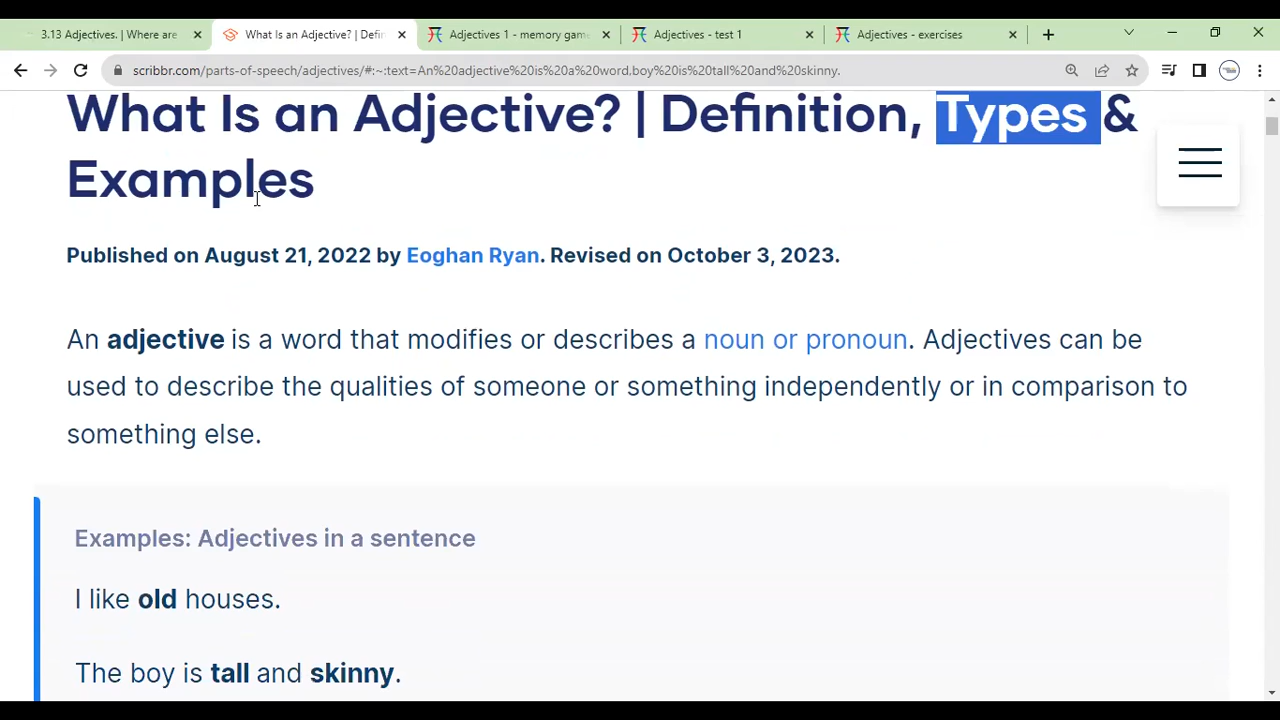 3.13 Adjectives. | Where are
What Is an Adjective? | Defin
Adjectives 1 - memory game
Adjectives - test 1
Adjectives - exercises
scribbr.com/parts-of-speech/adjectives/#:~:text=An%20adjective%20is%20a%20word,boy%20is%20tall%20and%20skinny.
What Is an Adjective? | Definition, Types &
Examples
Published on August 21, 2022 by Eoghan Ryan. Revised on October 3, 2023.
An adjective is a word that modifies or describes a noun or pronoun. Adjectives can be
used to describe the qualities of someone or something independently or in comparison to
something else.
Examples: Adjectives in a sentence
I like old houses.
The boy is tall and skinny.